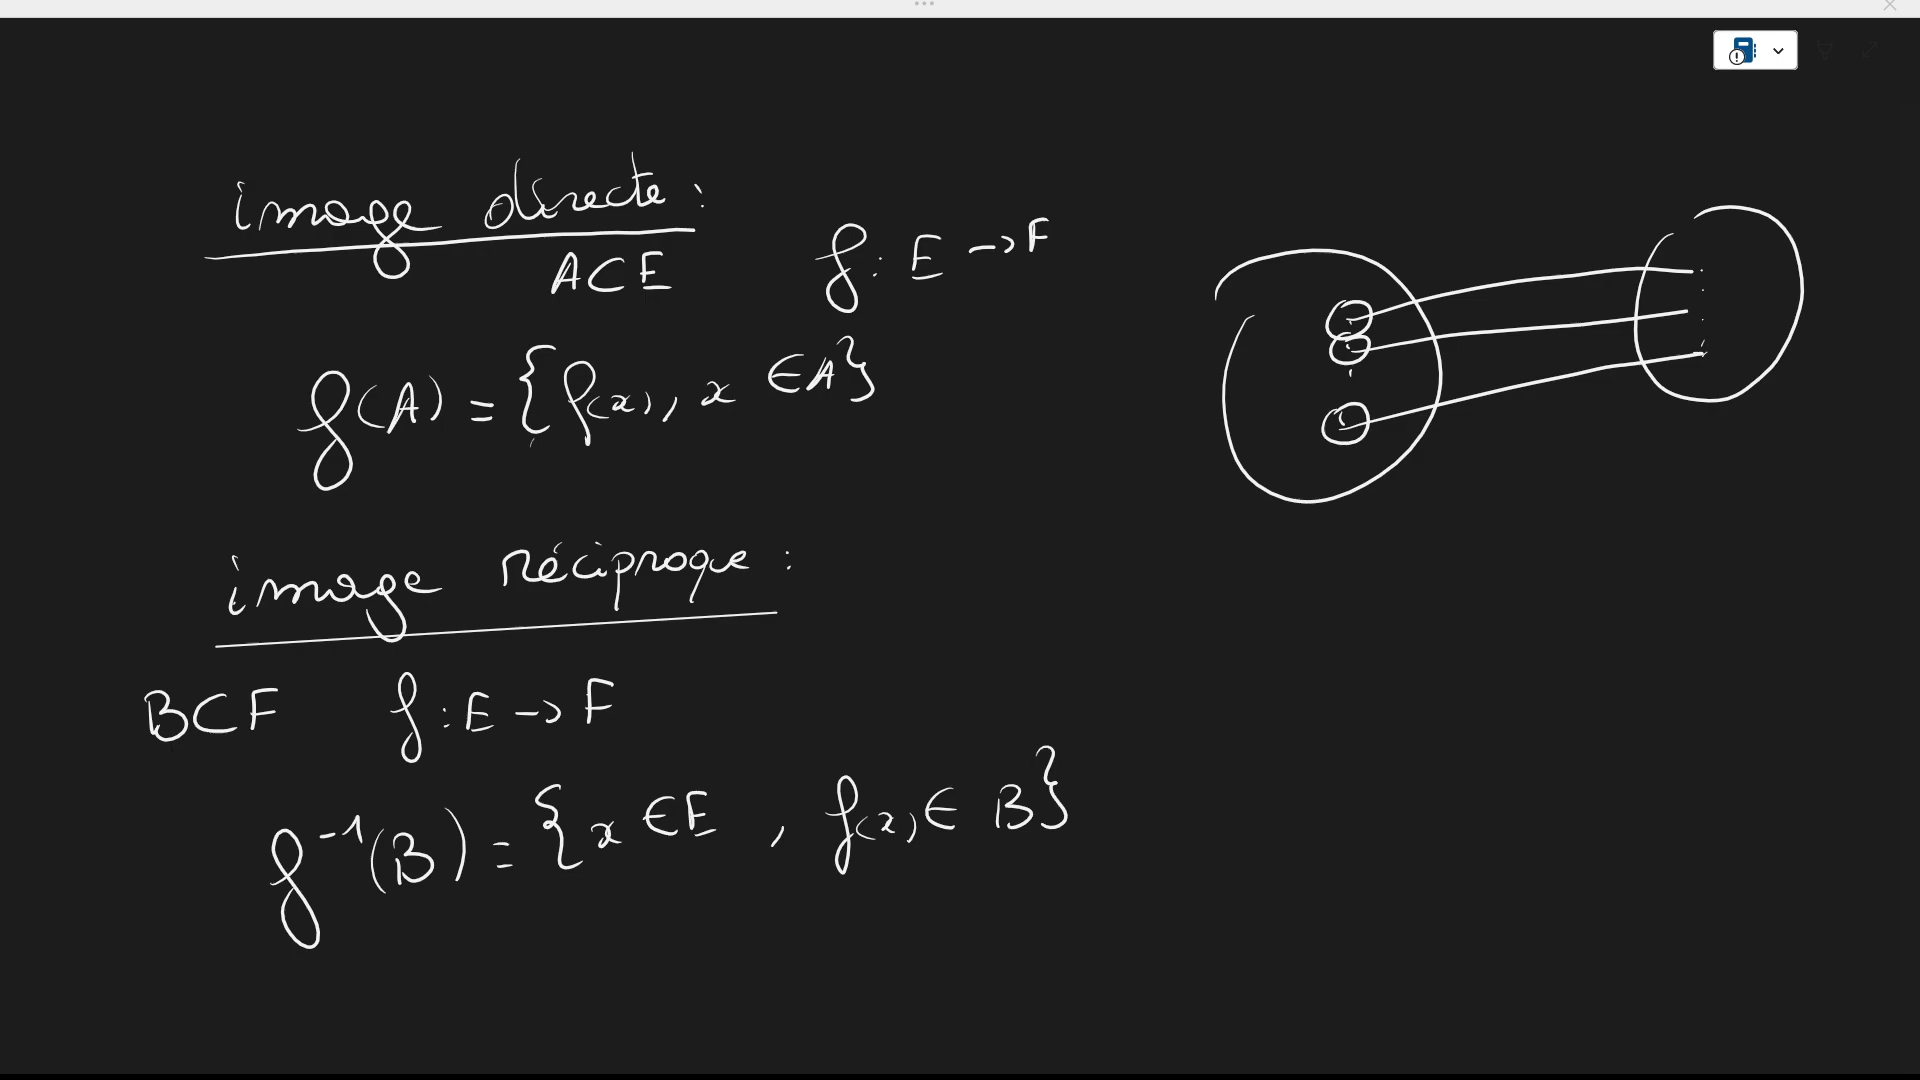 image directe :
A⊂E f : E → F
f(A) = {f(x), x ∈ A}
image réciproque :
B⊂F f : E → F
f⁻¹(B) = {x ∈ E , f(x) ∈ B}